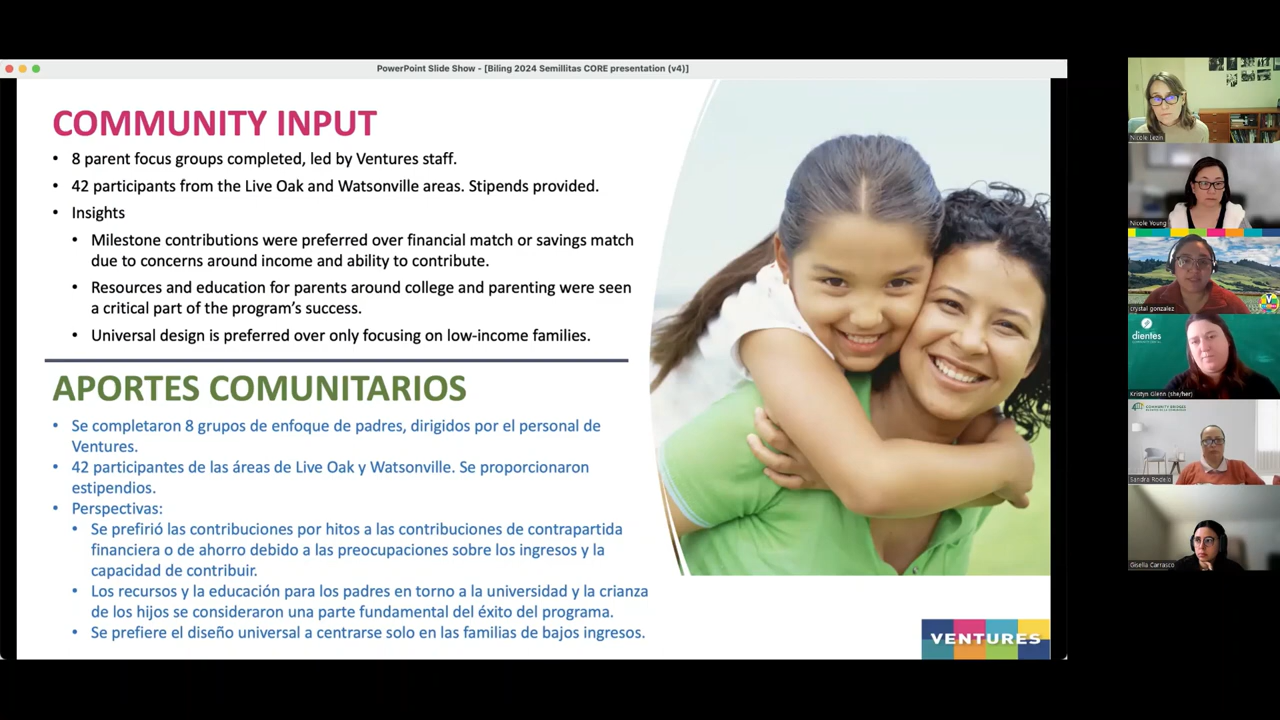 PowerPoint Slide Show - [Biling 2024 Semillitas CORE presentation (v4)]
COMMUNITY INPUT
• 8 parent focus groups completed, led by Ventures staff.
• 42 participants from the Live Oak and Watsonville areas. Stipends provided.
• Insights
• Milestone contributions were preferred over financial match or savings match
due to concerns around income and ability to contribute.
• Resources and education for parents around college and parenting were seen
a critical part of the program's success.
• Universal design is preferred over only focusing on low-income families.
APORTES COMUNITARIOS
• Se completaron 8 grupos de enfoque de padres, dirigidos por el personal de
Ventures.
• 42 participantes de las áreas de Live Oak y Watsonville. Se proporcionaron
estipendios.
• Perspectivas:
• Se prefirió las contribuciones por hitos a las contribuciones de contrapartida
financiera o de ahorro debido a las preocupaciones sobre los ingresos y la
capacidad de contribuir.
• Los recursos y la educación para los padres en torno a la universidad y la crianza
de los hijos se consideraron una parte fundamental del éxito del programa.
• Se prefiere el diseño universal a centrarse solo en las familias de bajos ingresos.
VENTURES
Nicole Lezin
Nicole Young
crystal gonzalez
dientes
Kristyn Glenn (she/her)
COMMUNITY BRIDGES
Gisella Carrasco